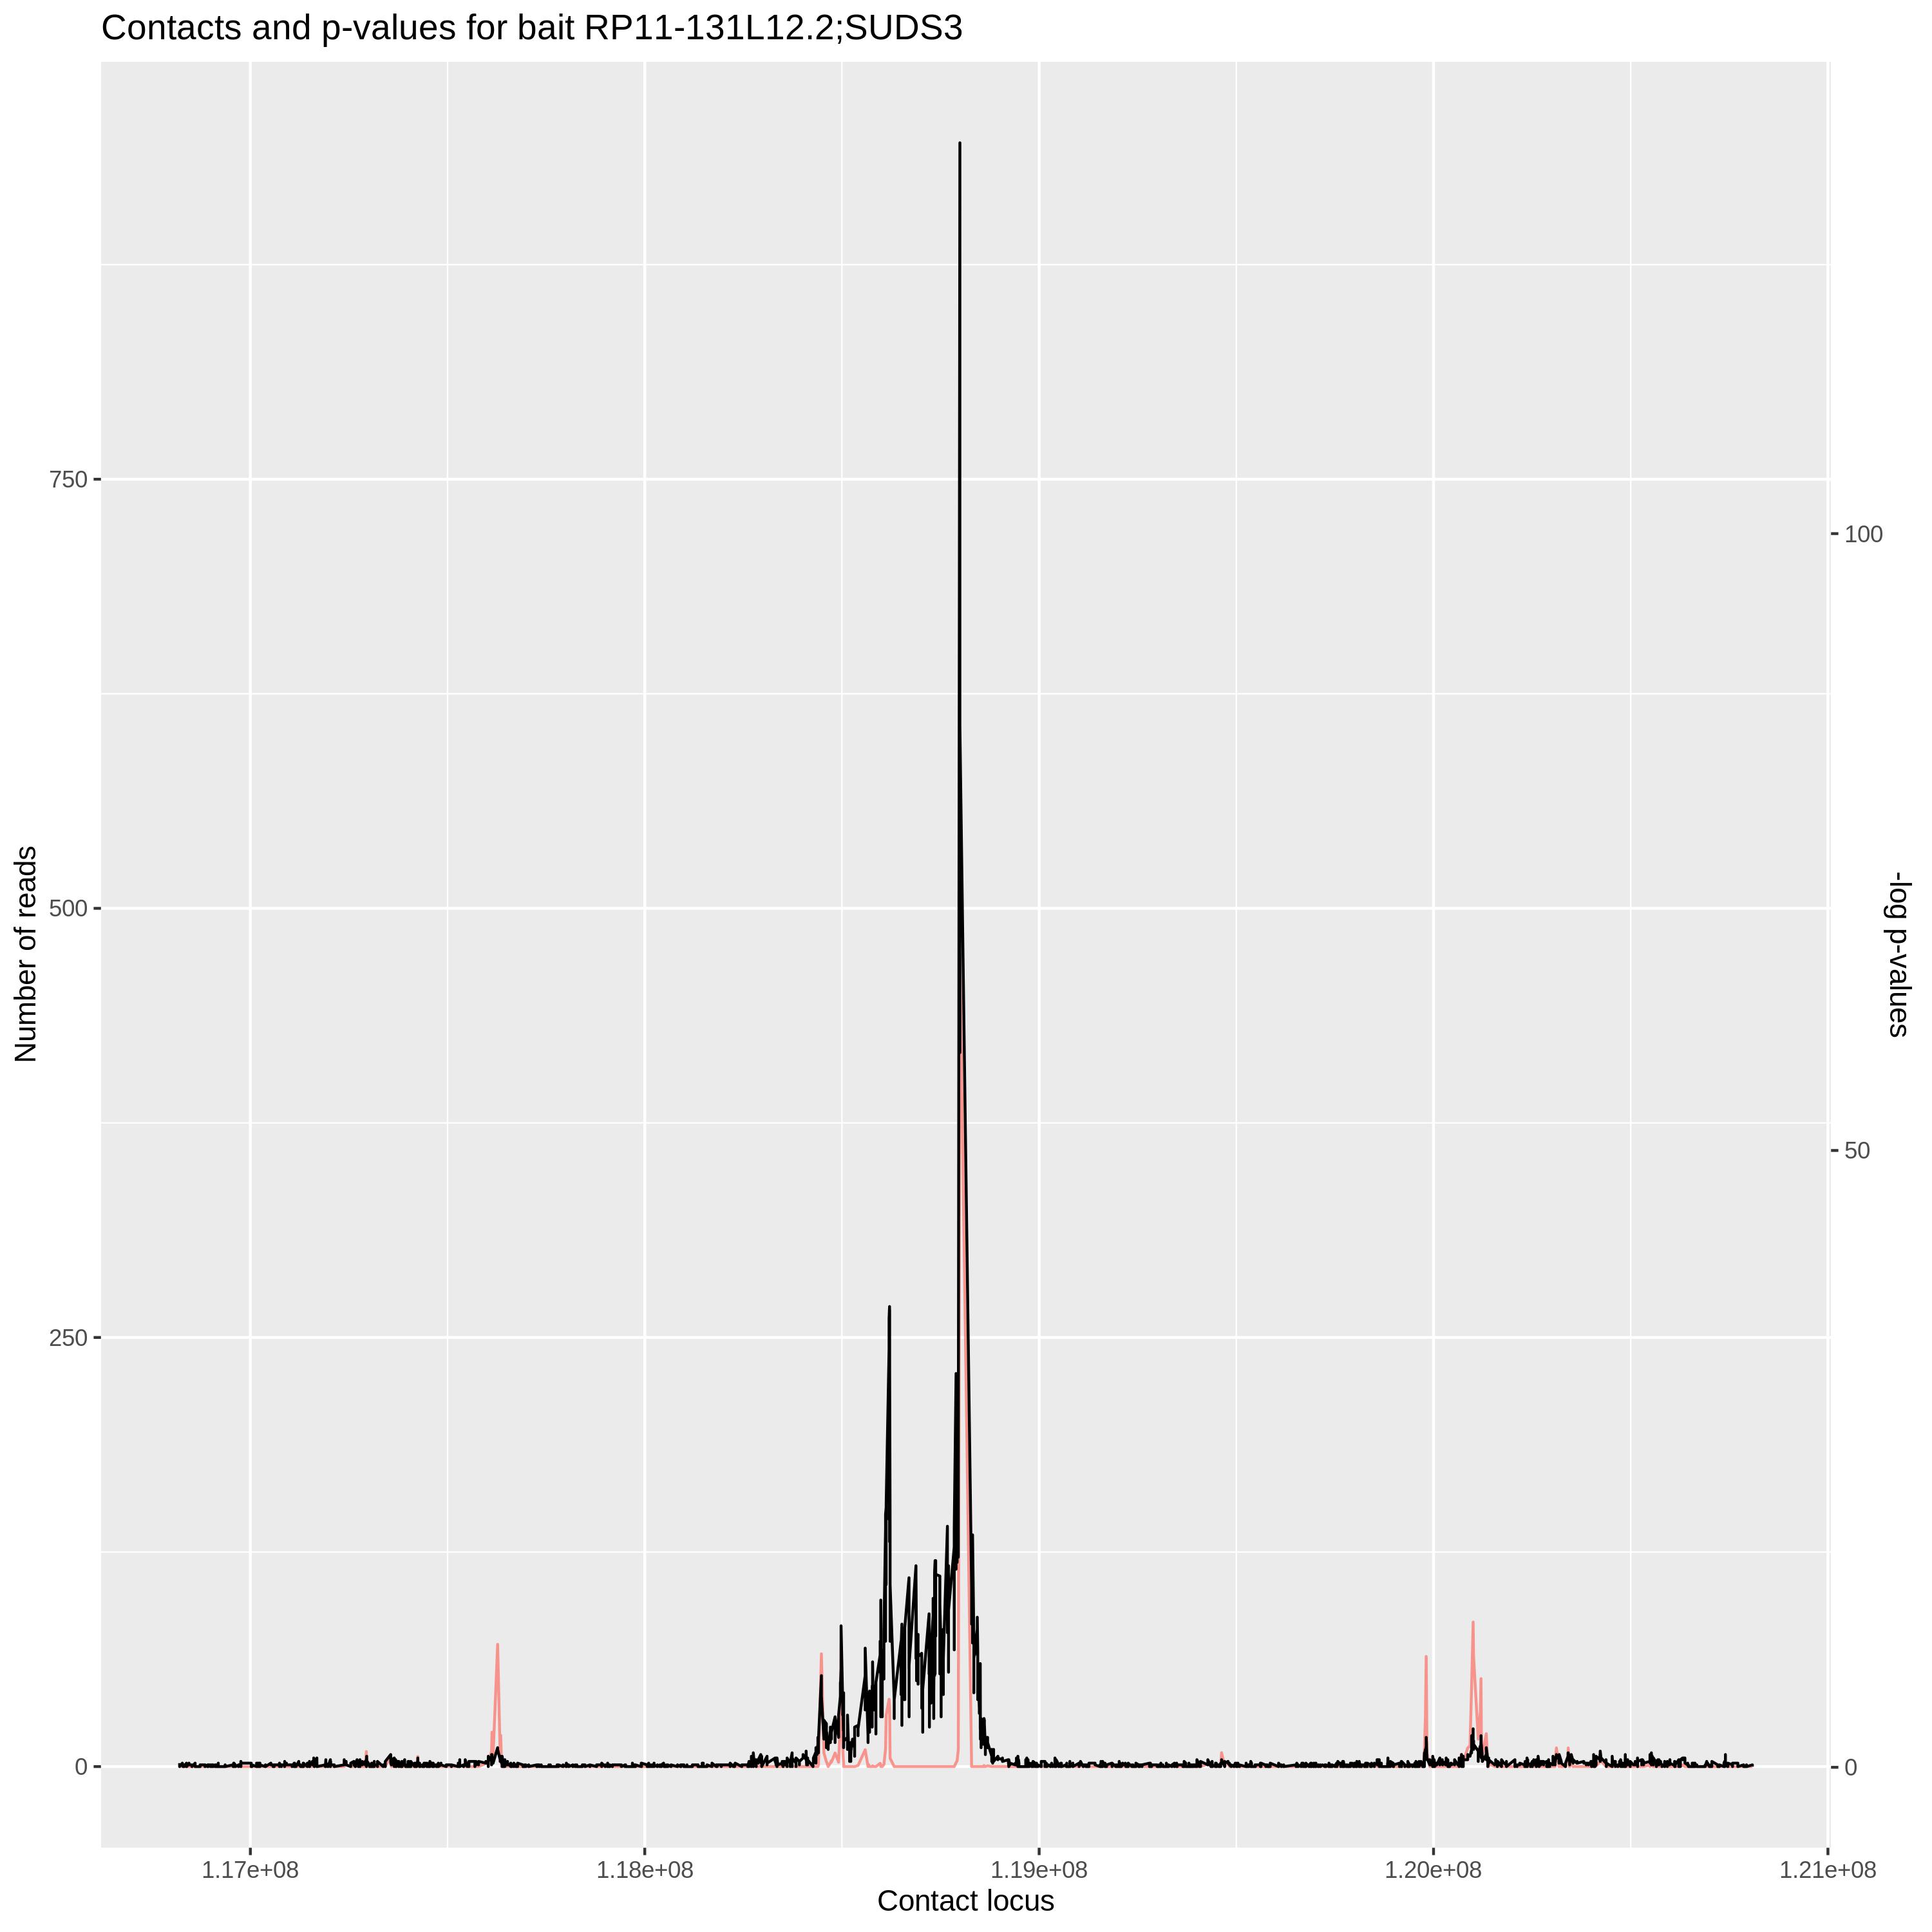 Contacts and p-values for bait RP11-131L12.2;SUDS3
750
500
250
0
Number of reads
100
50
0
-log p-values
1.17e+08
1.18e+08
1.19e+08
1.20e+08
1.21e+08
Contact locus